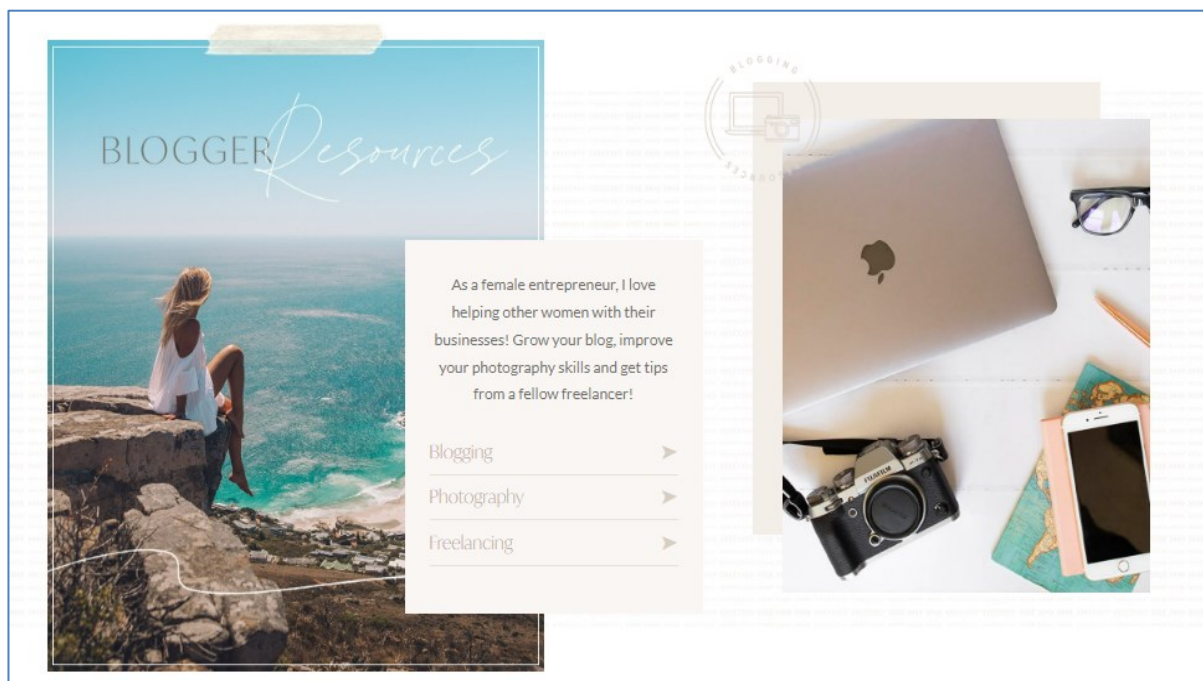 BLOGGER Resources
As a female entrepreneur, I love
helping other women with their
businesses! Grow your blog, improve
your photography skills and get tips
from a fellow freelancer!
Blogging
Photography
Freelancing
BLOGGING
RESOURCES
FUJIFILM